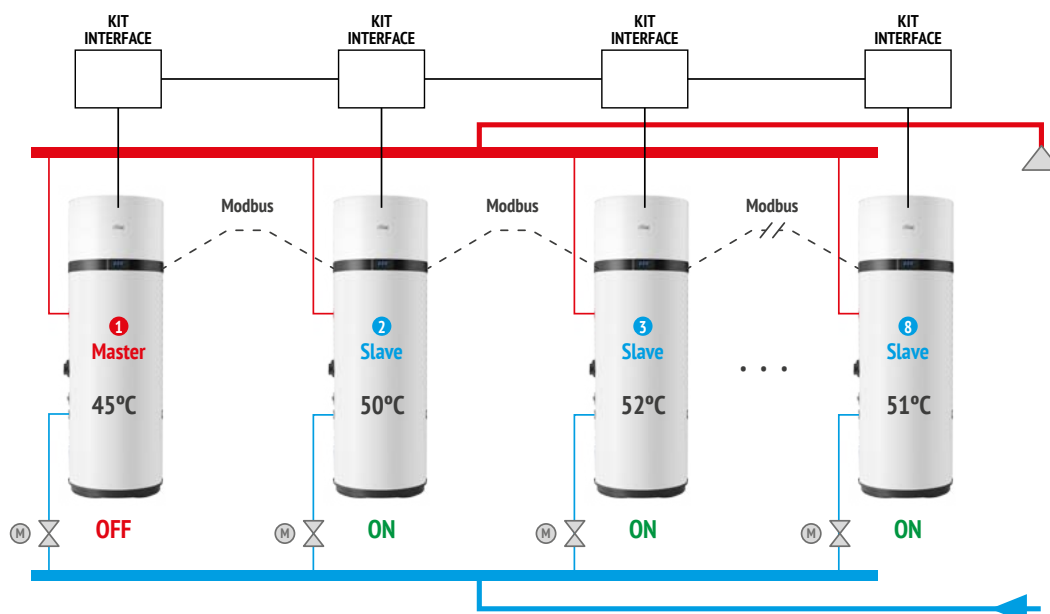 KIT
INTERFACE
KIT
INTERFACE
KIT
INTERFACE
KIT
INTERFACE
Modbus
Modbus
Modbus
1
Master
45ºC
2
Slave
50ºC
3
Slave
52ºC
. . .
8
Slave
51ºC
M
OFF
M
ON
M
ON
M
ON